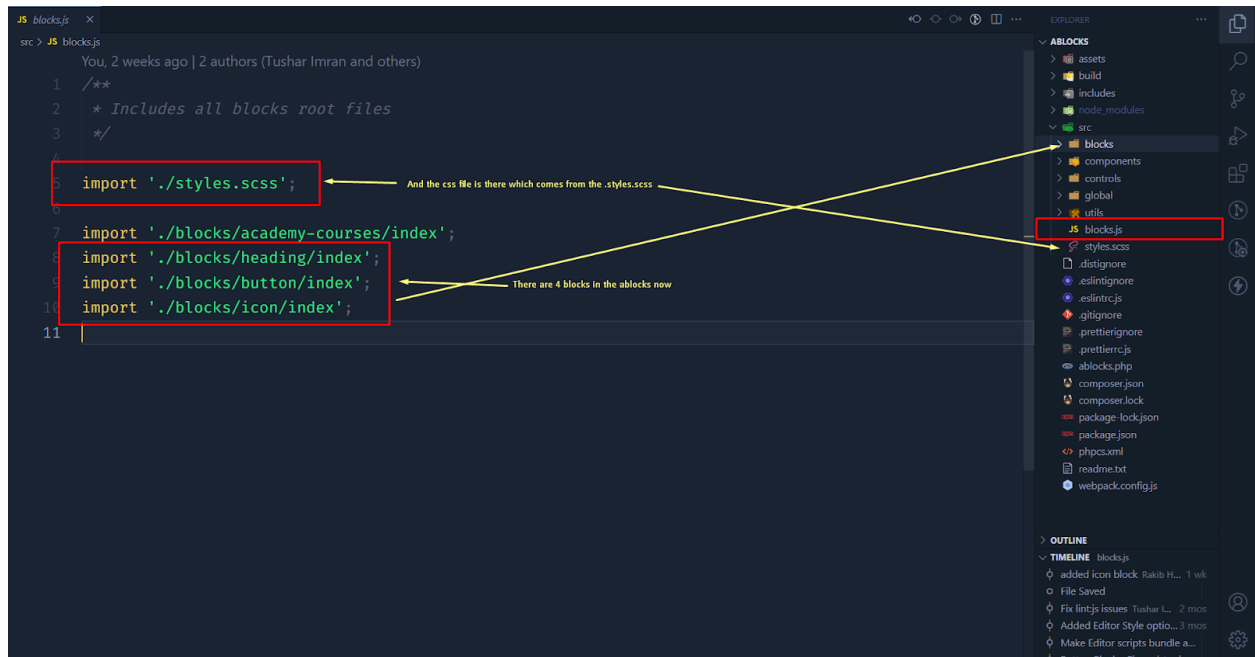 JS blocks.js ×
src > JS blocks.js
You, 2 weeks ago | 2 authors (Tushar Imran and others)
1 /**
2 * Includes all blocks root files
3 */
4
5 import './styles.scss';
6
7 import './blocks/academy-courses/index';
8 import './blocks/heading/index';
9 import './blocks/button/index';
10 import './blocks/icon/index';
11
And the css file is there which comes from the .styles.scss
There are 4 blocks in the ablocks now
EXPLORER ...
ABLOCKS
assets
build
includes
node_modules
src
blocks
components
controls
global
utils
JS blocks.js
styles.scss
.distignore
.eslintignore
.eslintrc.js
.gitignore
.prettierignore
.prettierrc.js
ablocks.php
composer.json
composer.lock
package-lock.json
package.json
phpcs.xml
readme.txt
webpack.config.js
OUTLINE
TIMELINE blocks.js
added icon block Rakib H... 1 wk
File Saved
Fix lint:js issues Tushar I... 2 mos
Added Editor Style optio... 3 mos
Make Editor scripts bundle a...